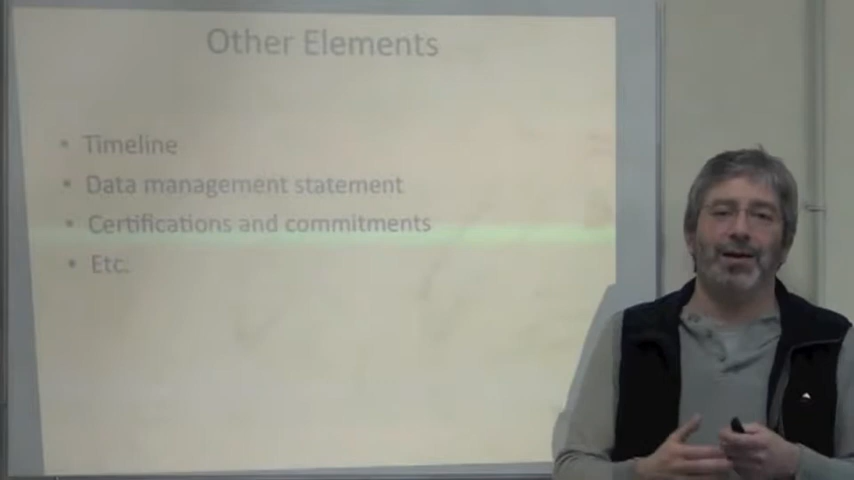 Other Elements
• Timeline
• Data management statement
• Certifications and commitments
• Etc.